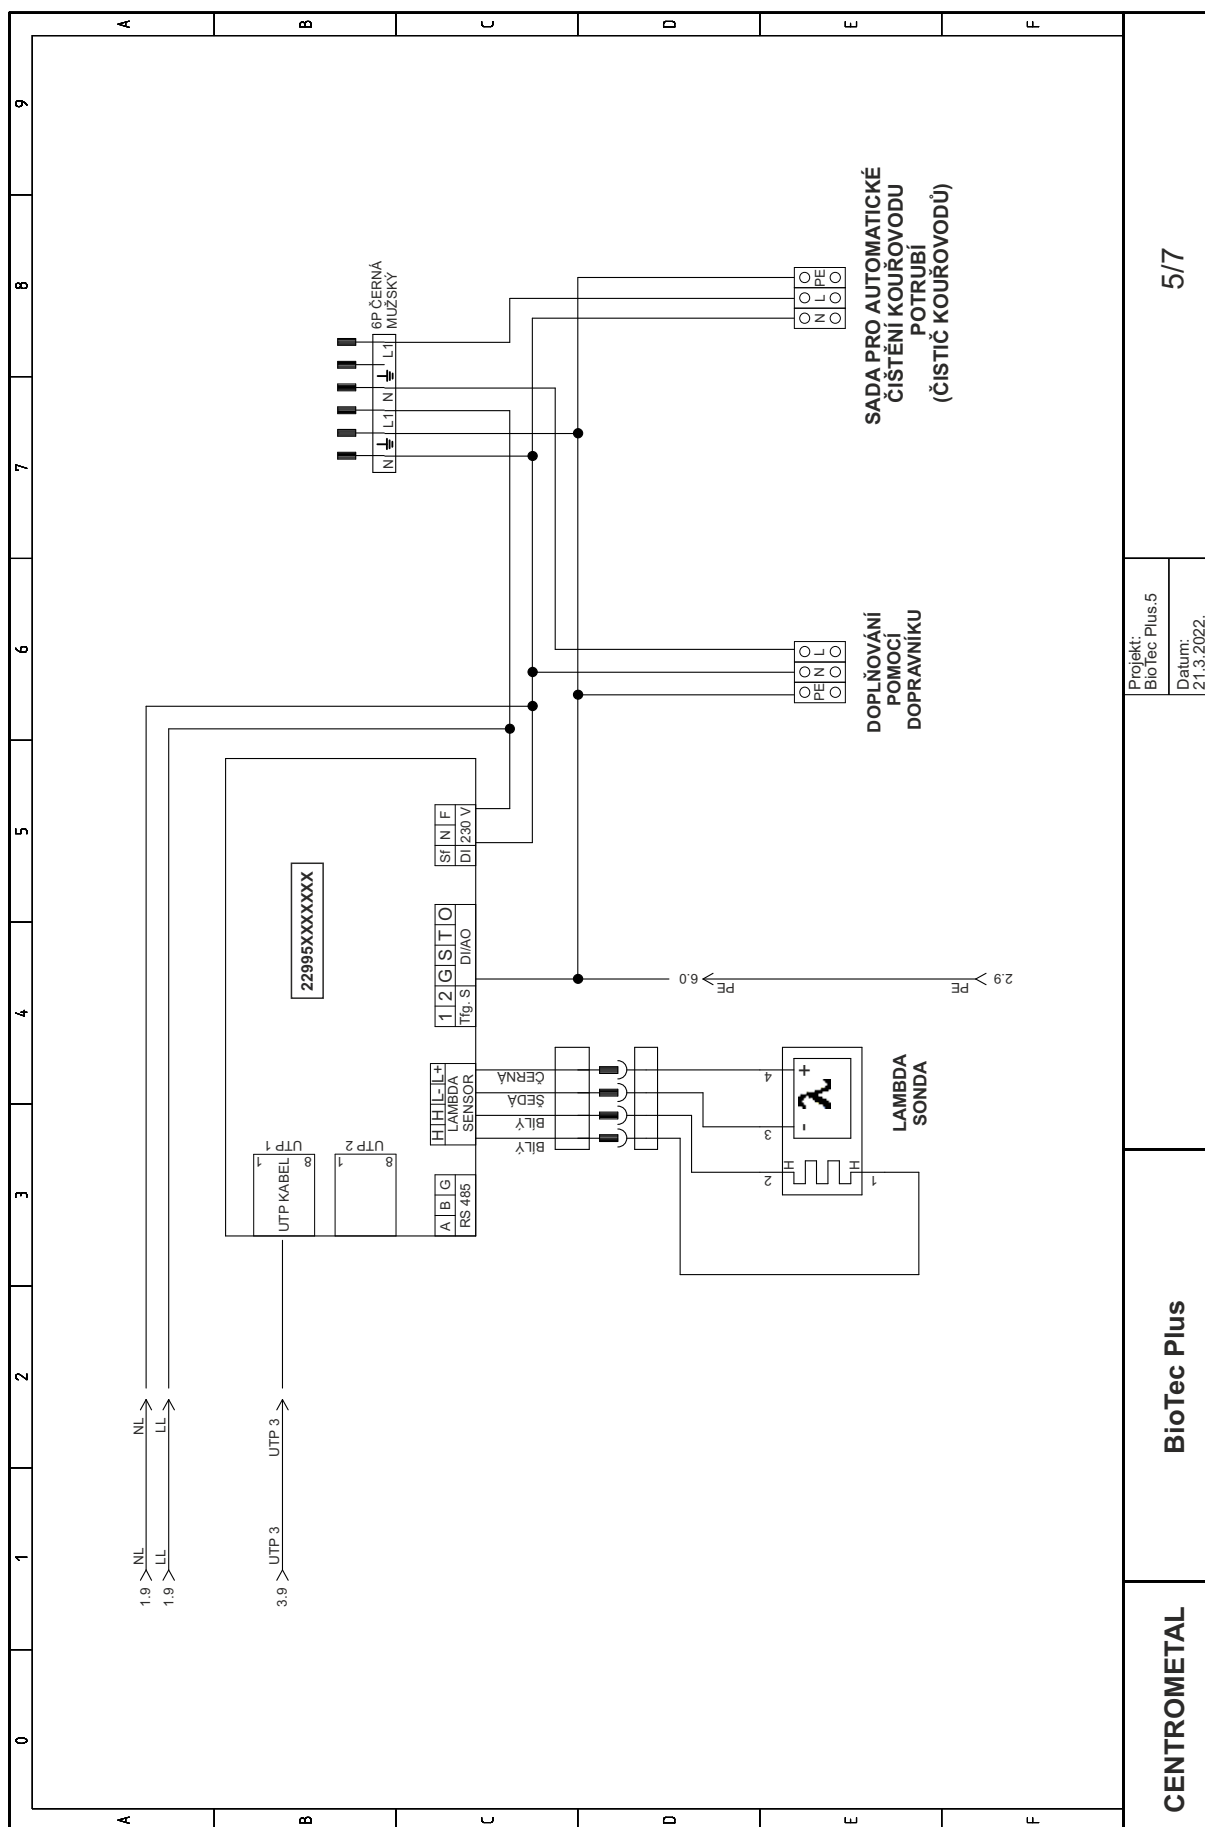 0 1 2 3 4 5 6 7 8 9
A
B
C
D
E
F
A
B
C
D
E
F
1.9 NL NL
1.9 LL LL
3.9 UTP 3 UTP 3
22995XXXXXXX
UTP KABEL
1 8
UTP 1
1 8
UTP 2
A B G
RS 485
H H L- L+
LAMBDA
SENSOR
1 2 G S T O
Tfg. S DI/AO
Sf N F
DI 230 V
6P ČERNÁ
MUŽSKÝ
N L1 N L1
BÍLÝ
BÍLÝ
ŠEDÁ
ČERNÁ
6.0
PE
PE
2.9
1 2 3 4
H H
- λ +
LAMBDA
SONDA
PE N L
DOPLŇOVÁNÍ
POMOCÍ
DOPRAVNÍKU
N L PE
SADA PRO AUTOMATICKÉ
ČIŠTĚNÍ KOUŘOVODU
POTRUBÍ
(ČISTIČ KOUŘOVODŮ)
CENTROMETAL
BioTec Plus
Projekt:
BioTec Plus.5
Datum:
21.3.2022.
5/7